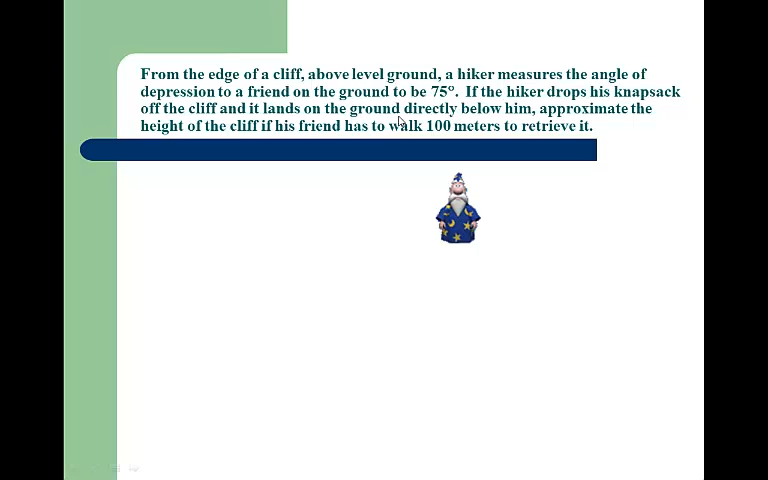 From the edge of a cliff, above level ground, a hiker measures the angle of
depression to a friend on the ground to be 75°. If the hiker drops his knapsack
off the cliff and it lands on the ground directly below him, approximate the
height of the cliff if his friend has to walk 100 meters to retrieve it.